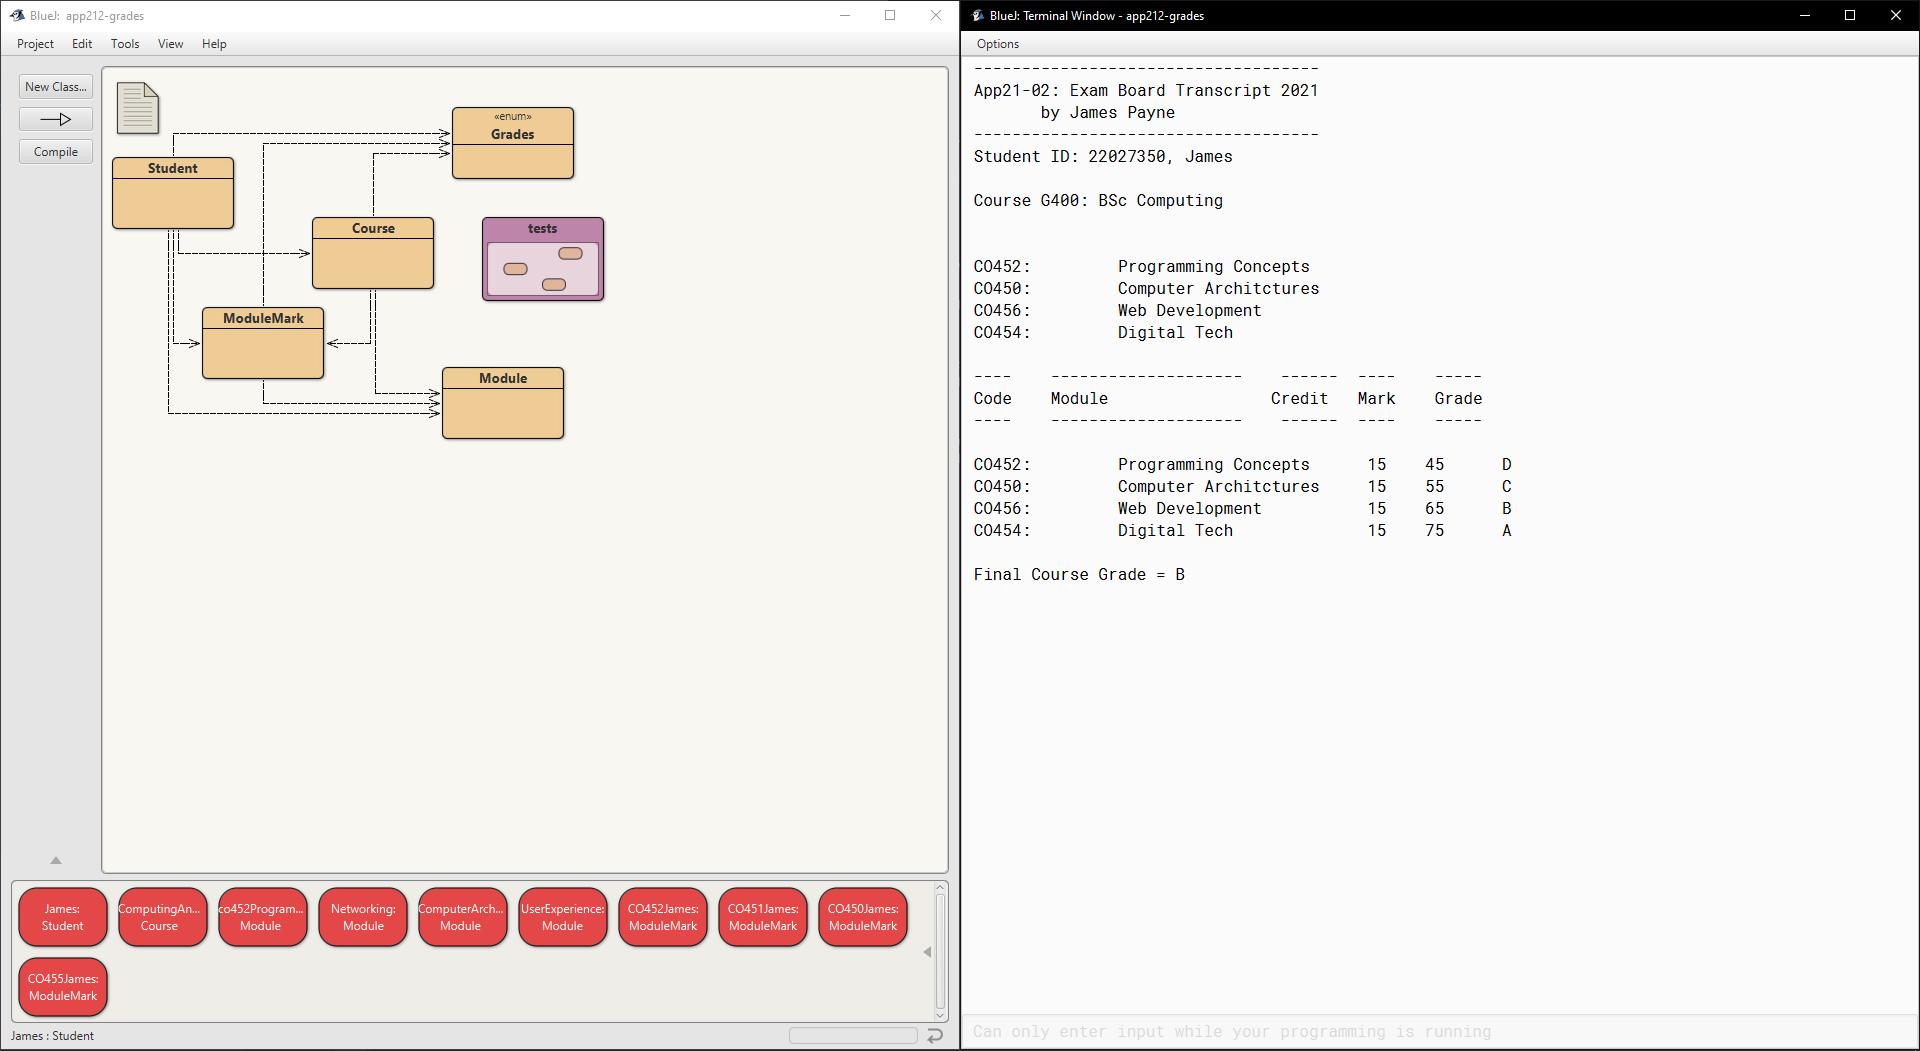 BlueJ: app212-grades
Project Edit Tools View Help
New Class...
Compile
«enum»
Grades
Student
Course
tests
ModuleMark
Module
James:
Student
ComputingAn...
Course
co452Program...
Module
Networking:
Module
ComputerArch...
Module
UserExperience:
Module
CO452James:
ModuleMark
CO451James:
ModuleMark
CO450James:
ModuleMark
CO455James:
ModuleMark
James : Student
BlueJ: Terminal Window - app212-grades
Options
-----------------------------------
App21-02: Exam Board Transcript 2021
by James Payne
------------------------------------
Student ID: 22027350, James
Course G400: BSc Computing
CO452: Programming Concepts
CO450: Computer Architctures
CO456: Web Development
CO454: Digital Tech
---- -------------------- ------ ---- -----
Code Module Credit Mark Grade
---- -------------------- ------ ---- -----
CO452: Programming Concepts 15 45 D
CO450: Computer Architctures 15 55 C
CO456: Web Development 15 65 B
CO454: Digital Tech 15 75 A
Final Course Grade = B
Can only enter input while your programming is running